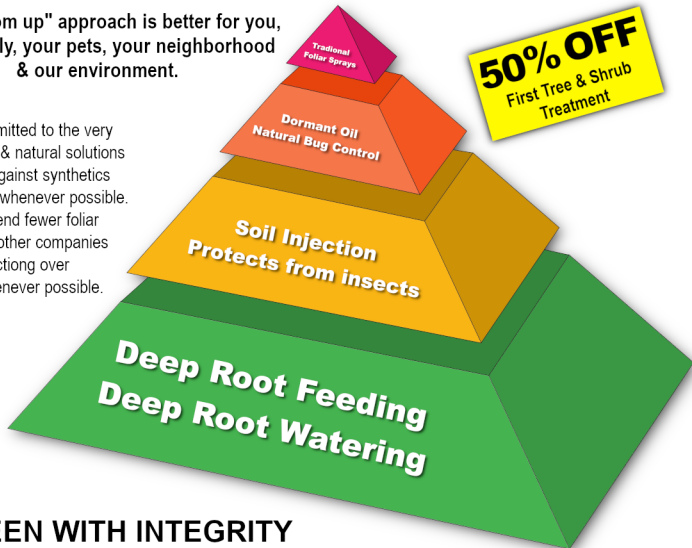 om up" approach is better for you,
ly, your pets, your neighborhood
& our environment.
mitted to the very
& natural solutions
gainst synthetics
whenever possible.
end fewer foliar
other companies
ctiong over
enever possible.
50% OFF
First Tree & Shrub
Treatment
Tradional
Foliar Sprays
Dormant Oil
Natural Bug Control
Soil Injection
Protects from insects
Deep Root Feeding
Deep Root Watering
EEN WITH INTEGRITY